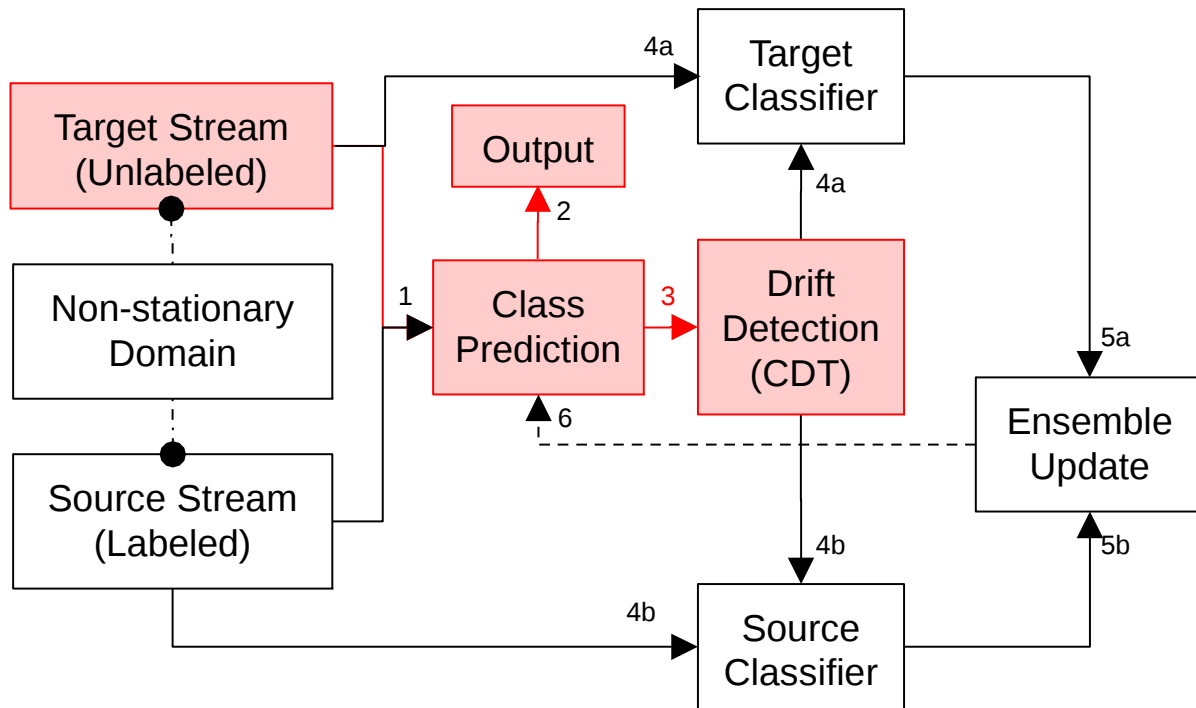 4a
Target
Classifier
Target Stream
(Unlabeled)
Output
4a
2
Non-stationary
Domain
1
Class
Prediction
3
Drift
Detection
(CDT)
5a
6
Ensemble
Update
Source Stream
(Labeled)
4b
5b
4b
Source
Classifier